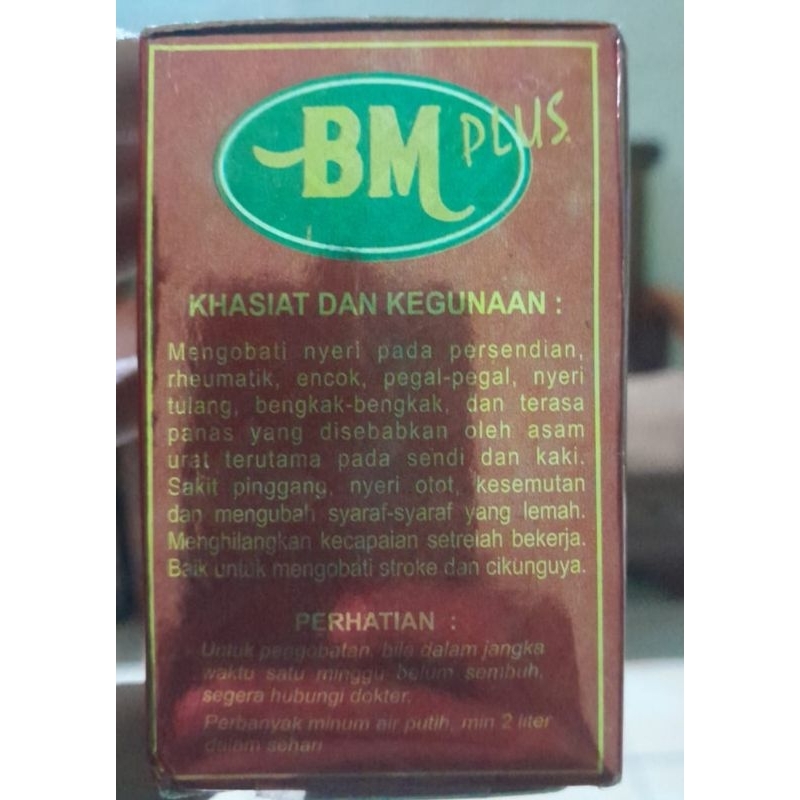 BM PLUS
KHASIAT DAN KEGUNAAN :
Mengobati nyeri pada persendian,
rheumatik, encok, pegal-pegal, nyeri
tulang, bengkak-bengkak, dan terasa
panas yang disebabkan oleh asam
urat terutama pada sendi dan kaki.
Sakit pinggang, nyeri otot, kesemutan
dan mengubah syaraf-syaraf yang lemah.
Menghilangkan kecapaian setrelah bekerja.
Baik untuk mengobati stroke dan cikunguya.
PERHATIAN :
- Untuk pengobatan, bila dalam jangka
waktu satu minggu belum sembuh,
segera hubungi dokter.
- Perbanyak minum air putih, min 2 liter
dalam sehari